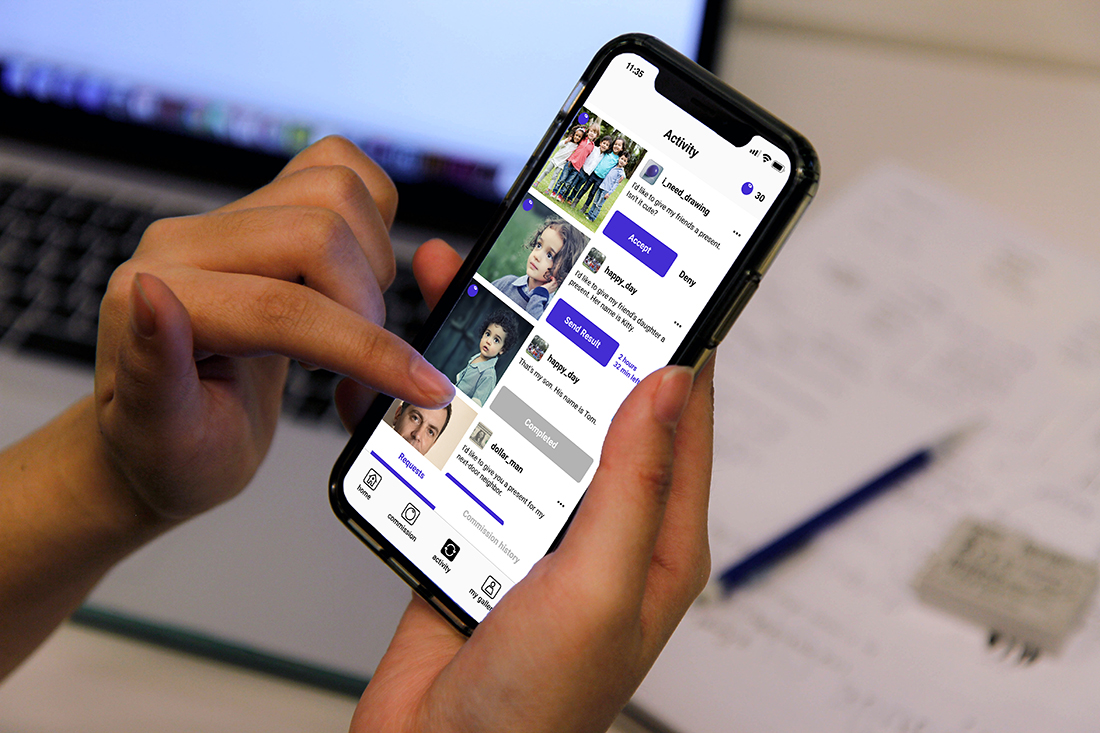 11:35
Activity
30
i_need_drawing
I'd like to give my friends a present.
Isn't it cute?
Accept
Deny
happy_day
I'd like to give my friend's daughter a
present. Her name is Kitty.
Send Result
2 hours
32 min left
happy_day
That's my son. His name is Tom.
Completed
dollar_man
I'd like to give you a present for my
next-door neighbor.
Requests
Commission history
home
commission
activity
my gallery